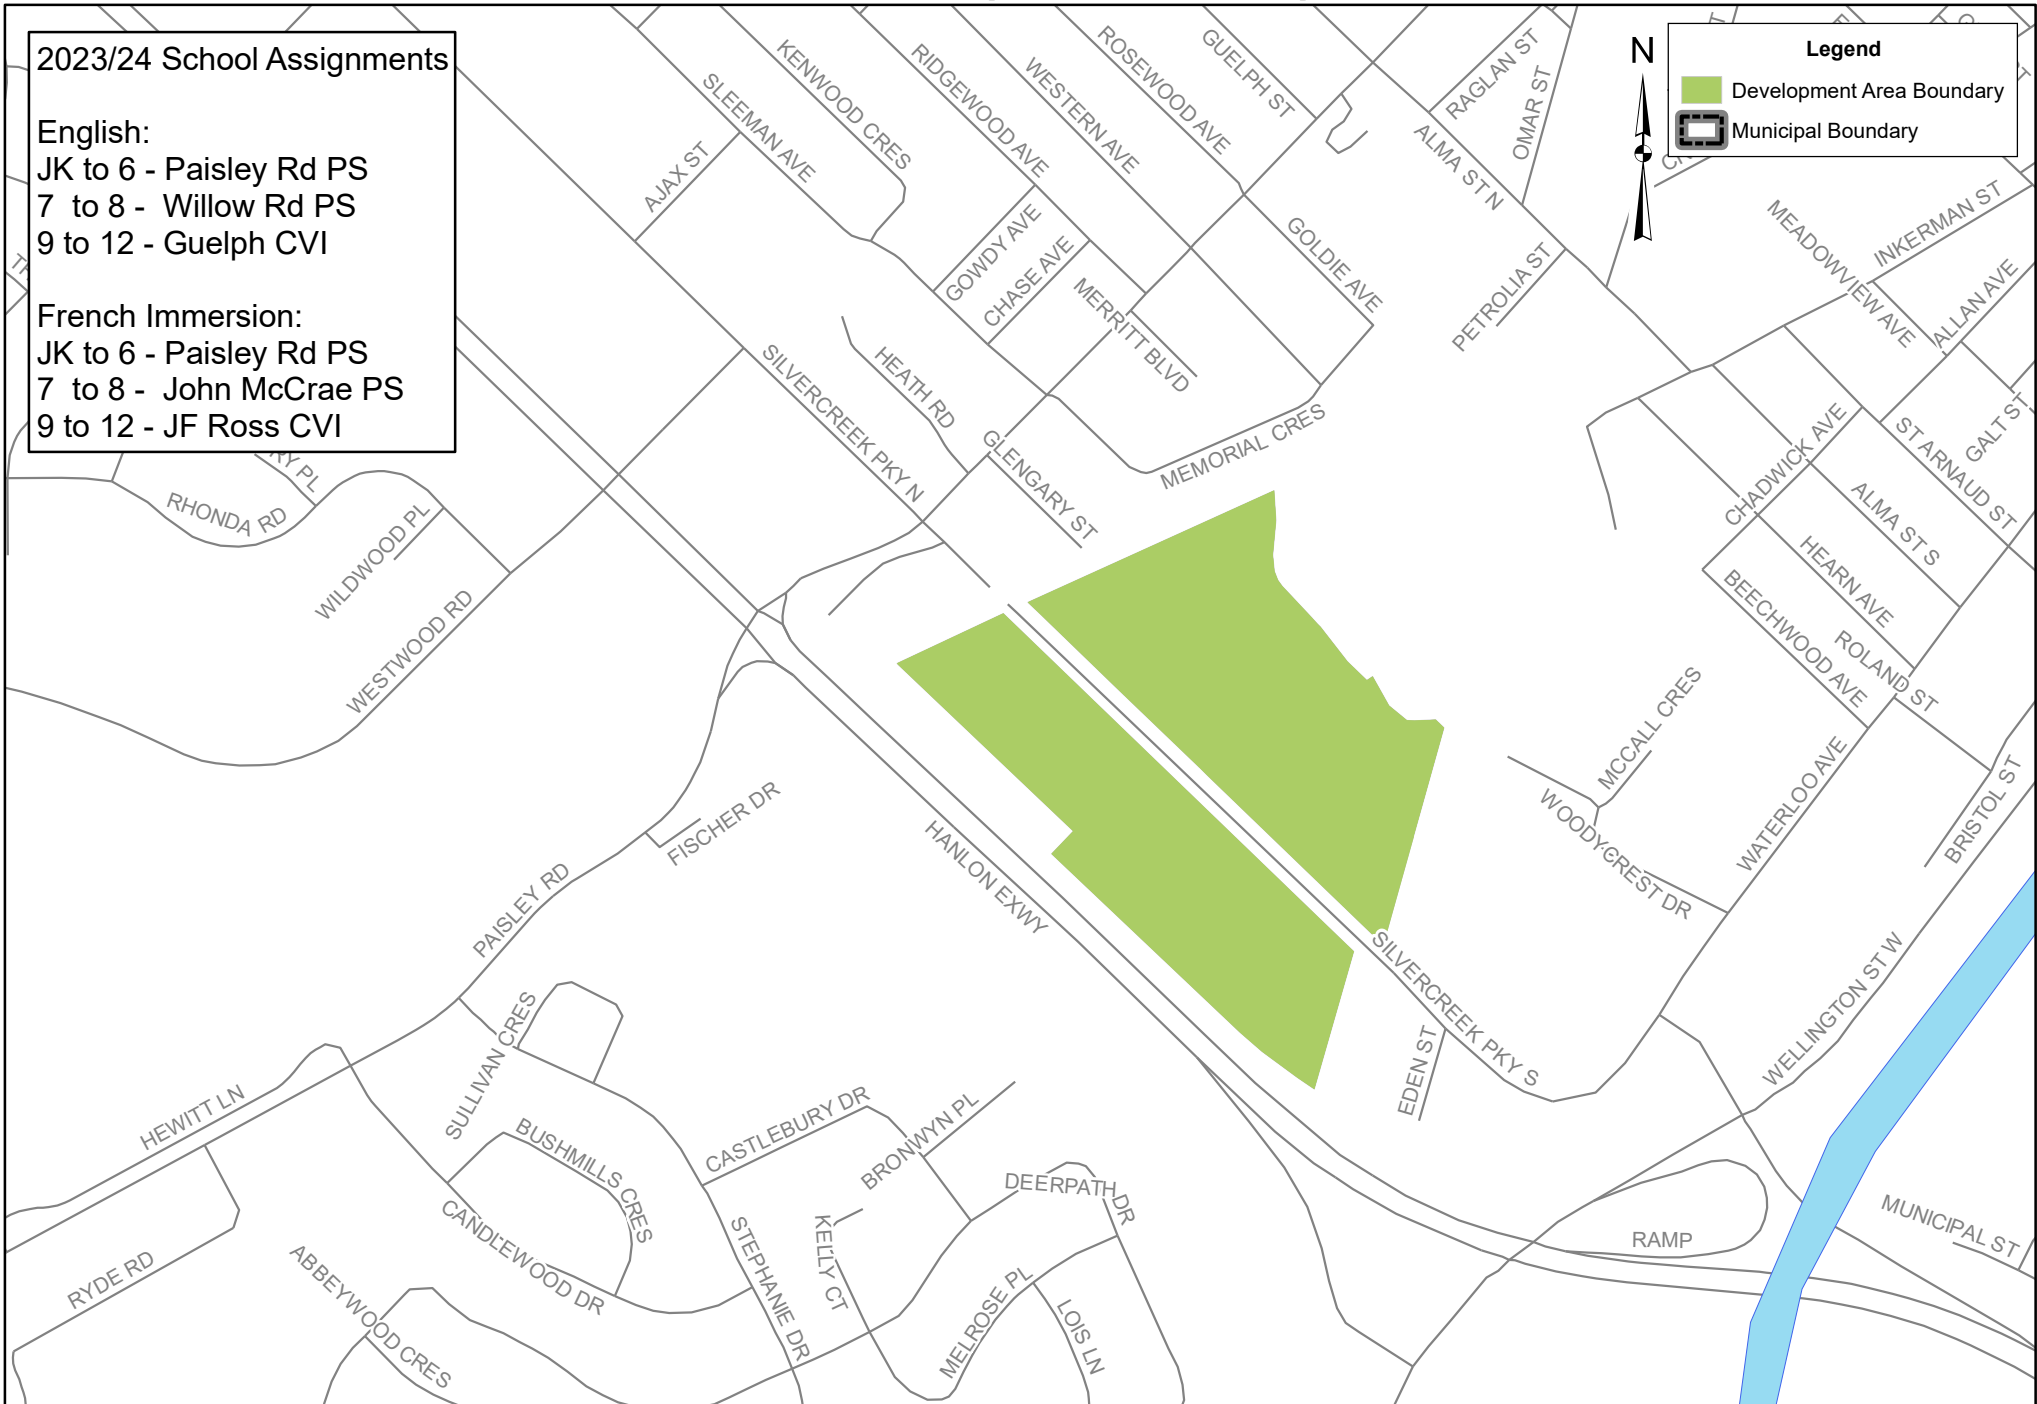 2023/24 School Assignments
English:
JK to 6 - Paisley Rd PS
7 to 8 - Willow Rd PS
9 to 12 - Guelph CVI
French Immersion:
JK to 6 - Paisley Rd PS
7 to 8 - John McCrae PS
9 to 12 - JF Ross CVI
N
Legend
Development Area Boundary
Municipal Boundary
KENWOOD CRES
SLEEMAN AVE
RIDGEWOOD AVE
WESTERN AVE
ROSEWOOD AVE
GUELPH ST
RAGLAN ST
OMAR ST
ALMA ST N
AJAX ST
GOWDY AVE
CHASE AVE
MERRITT BLVD
GOLDIE AVE
PETROLIA ST
MEADOWVIEW AVE
INKERMAN ST
ALLAN AVE
SILVERCREEK PKY N
HEATH RD
GLENGARY ST
MEMORIAL CRES
CHADWICK AVE
ST ARNAUD ST
GALT ST
ALMA ST S
HEARN AVE
BEECHWOOD AVE
ROLAND ST
RY PL
RHONDA RD
WILDWOOD PL
WESTWOOD RD
MCCALL CRES
WOODYCREST DR
WATERLOO AVE
BRISTOL ST
FISCHER DR
HANLON EXWY
PAISLEY RD
SILVERCREEK PKY S
WELLINGTON ST W
EDEN ST
SULLIVAN CRES
HEWITT LN
BUSHMILLS CRES
CASTLEBURY DR
BRONWYN PL
DEERPATH DR
CANDLEWOOD DR
STEPHANIE DR
KELLY CT
RAMP
MUNICIPAL ST
RYDE RD
ABBEYWOOD CRES
MELROSE PL
LOIS LN